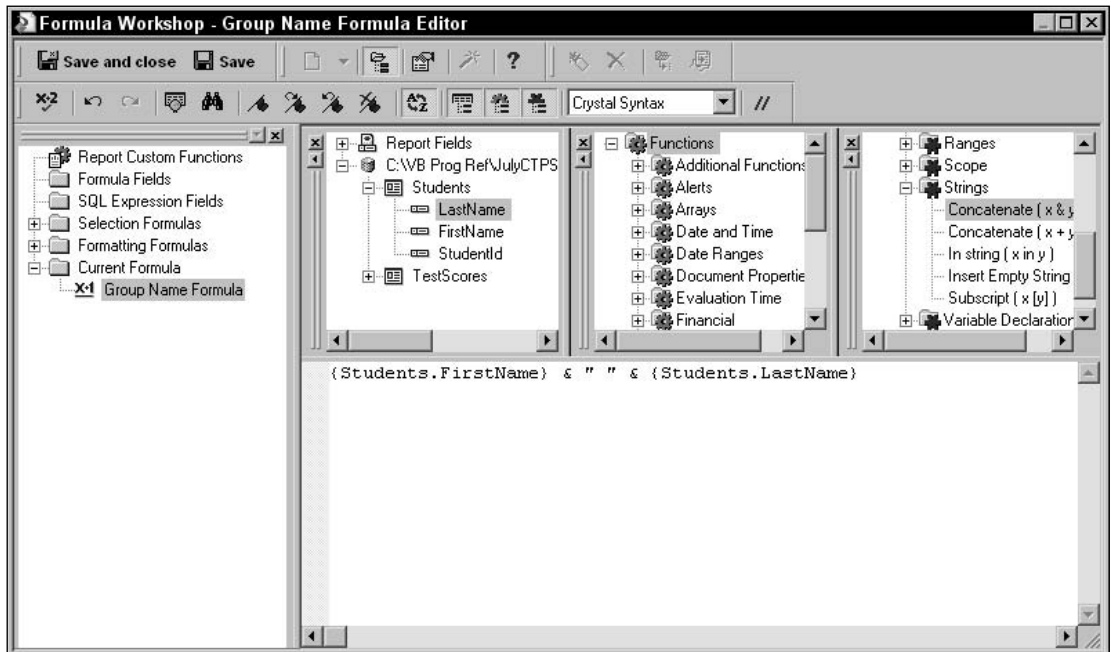 Formula Workshop - Group Name Formula Editor
Save and close Save ?
X+2 A Z Crystal Syntax //
Report Custom Functions
Formula Fields
SQL Expression Fields
Selection Formulas
Formatting Formulas
Current Formula
X+1 Group Name Formula
Report Fields
C:\VB Prog Ref\JulyCTPS
Students
LastName
FirstName
StudentId
TestScores
Functions
Additional Functions
Alerts
Arrays
Date and Time
Date Ranges
Document Propertie
Evaluation Time
Financial
Ranges
Scope
Strings
Concatenate ( x & y
Concatenate ( x + y
In string ( x in y )
Insert Empty String
Subscript ( x [y] )
Variable Declaration
{Students.FirstName} & " " & {Students.LastName}